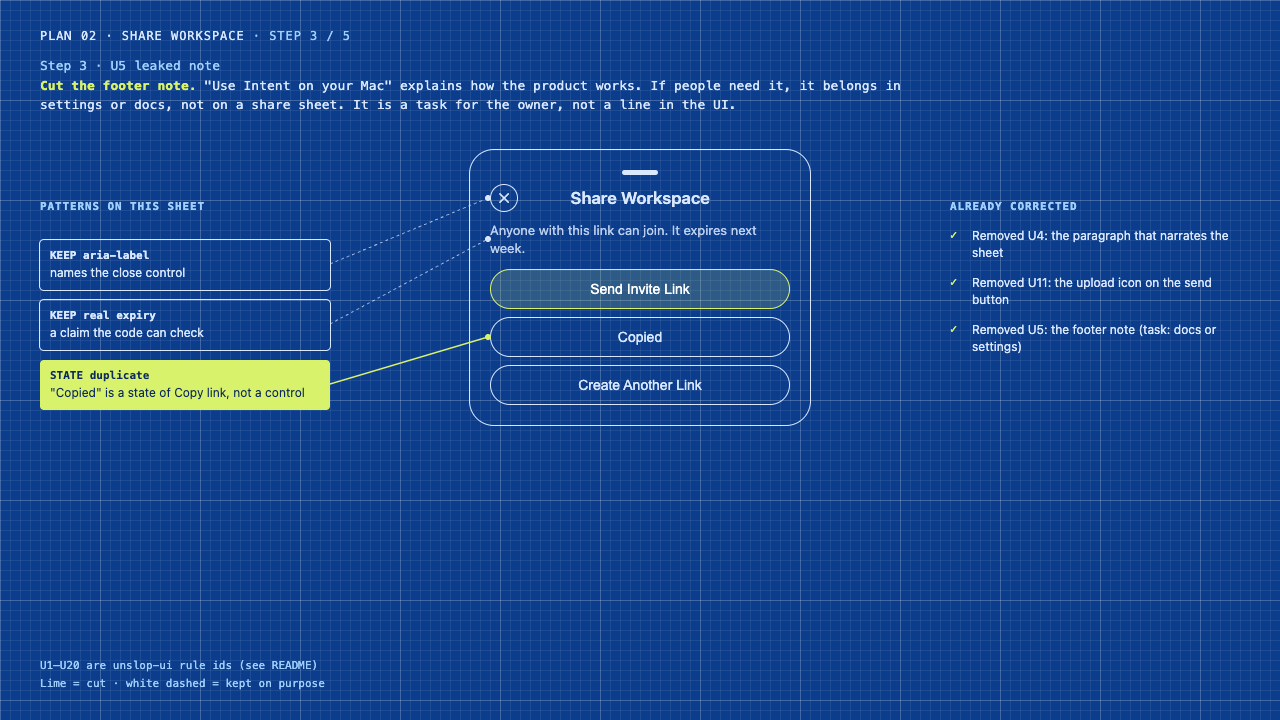 PLAN 02 · SHARE WORKSPACE · STEP 3 / 5
Step 3 · U5 leaked note
Cut the footer note. "Use Intent on your Mac" explains how the product works. If people need it, it belongs in
settings or docs, not on a share sheet. It is a task for the owner, not a line in the UI.
PATTERNS ON THIS SHEET
KEEP aria-label
names the close control
KEEP real expiry
a claim the code can check
STATE duplicate
"Copied" is a state of Copy link, not a control
Share Workspace
Anyone with this link can join. It expires next
week.
Send Invite Link
Copied
Create Another Link
ALREADY CORRECTED
✓ Removed U4: the paragraph that narrates the
sheet
✓ Removed U11: the upload icon on the send
button
✓ Removed U5: the footer note (task: docs or
settings)
U1–U20 are unslop-ui rule ids (see README)
Lime = cut · white dashed = kept on purpose